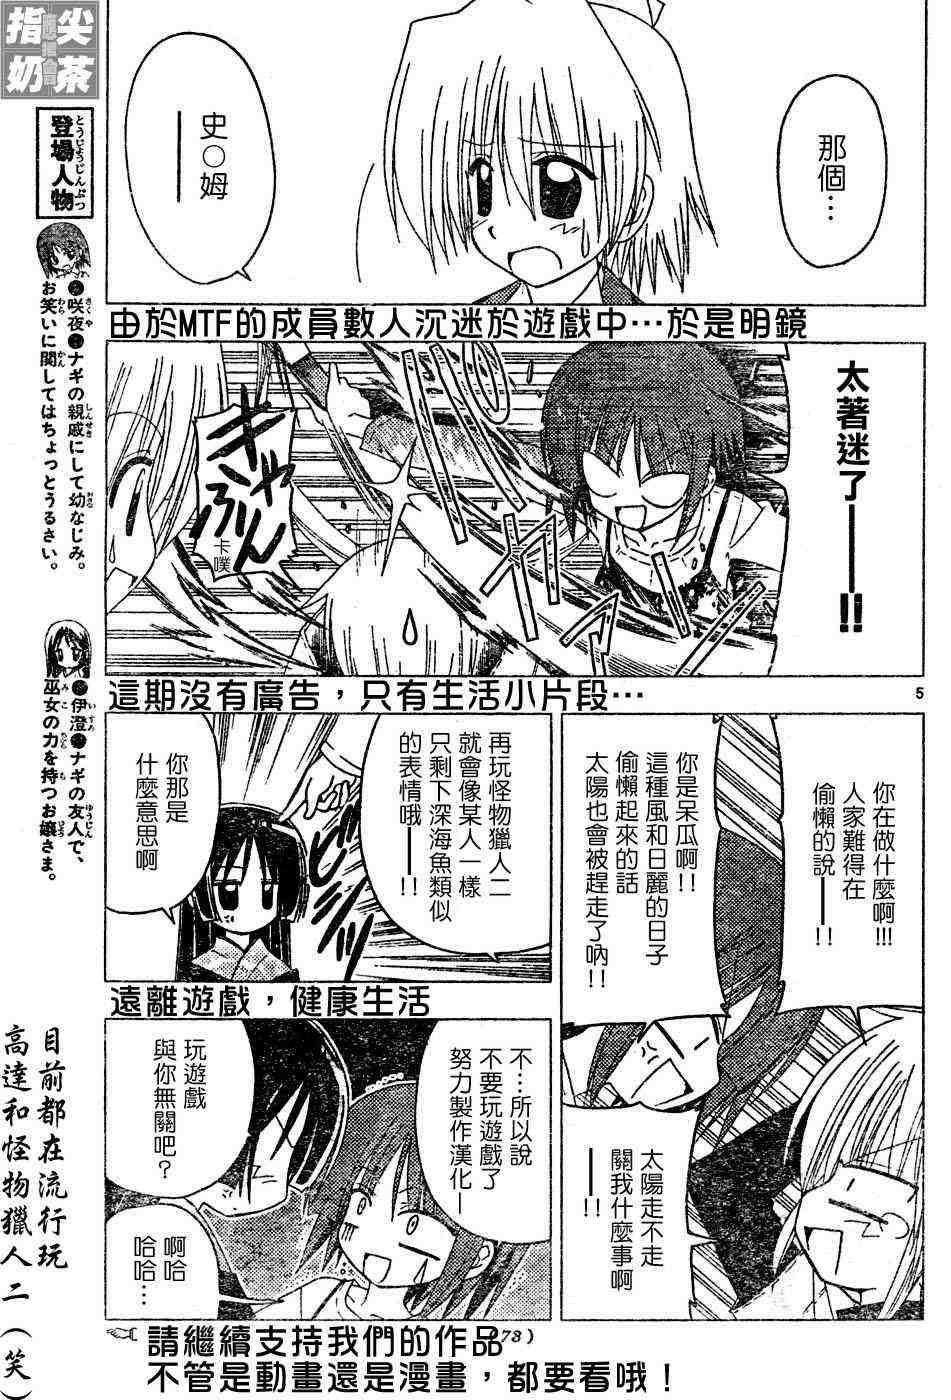 指尖
奶茶
那個…
史○姆
——
登場人物
とうじょうじんぶつ
咲夜●ナギの親戚にして幼なじみ。
お笑いに関してはちょっとうるさい。
伊澄●ナギの友人で、
巫女の力を持つお嬢さま。
由於MTF的成員數人沉迷於遊戲中…於是明鏡
太著迷了——!!
きゃ
ふん
卡噗
這期沒有廣告，只有生活小片段…
5
你在做什麼啊!!!
人家難得在
偷懶的說——!!
你是呆瓜啊!!
這種風和日麗的日子
偷懶起來的話
太陽也會被趕走了吶!!
再玩怪物獵人二
就會像某人一樣
只剩下深海魚類似
的表情哦—!!
你那是
什麼意思啊
遠離遊戲，健康生活
太陽走不走
關我什麼事啊
—!!
不…所以說
不要玩遊戲了
努力製作漢化—
玩遊戲
與你無關吧？
啊哈
哈哈…
目前都在流行玩
高達和怪物獵人二（笑）
請繼續支持我們的作品
78)
不管是動畫還是漫畫，都要看哦！